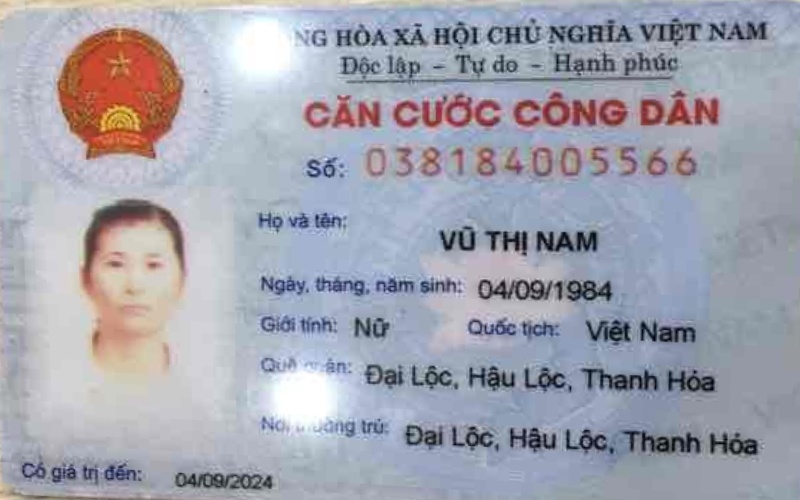 NG HÒA XÃ HỘI CHỦ NGHĨA VIỆT NAM
Độc lập - Tự do - Hạnh phúc
CĂN CƯỚC CÔNG DÂN
Số: 038184005566
Họ và tên:
VŨ THỊ NAM
Ngày, tháng, năm sinh: 04/09/1984
Giới tính: Nữ Quốc tịch: Việt Nam
Quê quán: Đại Lộc, Hậu Lộc, Thanh Hóa
Nơi thường trú: Đại Lộc, Hậu Lộc, Thanh Hóa
Có giá trị đến: 04/09/2024